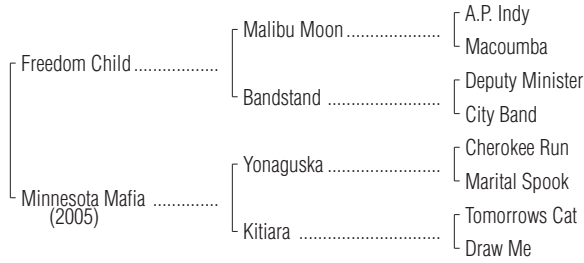 A.P. Indy
Malibu Moon
Macoumba
Freedom Child
Deputy Minister
Bandstand
City Band
Cherokee Run
Yonaguska
Marital Spook
Minnesota Mafia
(2005)
Tomorrows Cat
Kitiara
Draw Me